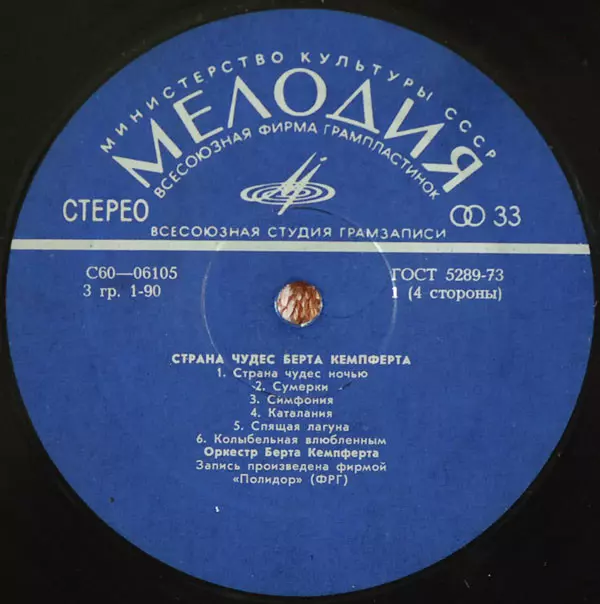 МИНИСТЕРСТВО КУЛЬТУРЫ СССР
МЕЛОДИЯ
ВСЕСОЮЗНАЯ ФИРМА ГРАМПЛАСТИНОК
СТЕРЕО
33
ВСЕСОЮЗНАЯ СТУДИЯ ГРАМЗАПИСИ
С60—06105
3 гр. 1-90
ГОСТ 5289-73
1 (4 стороны)
СТРАНА ЧУДЕС БЕРТА КЕМПФЕРТА
1. Страна чудес ночью
2. Сумерки
3. Симфония
4. Каталания
5. Спящая лагуна
6. Колыбельная влюбленным
Оркестр Берта Кемпферта
Запись произведена фирмой
«Полидор» (ФРГ)